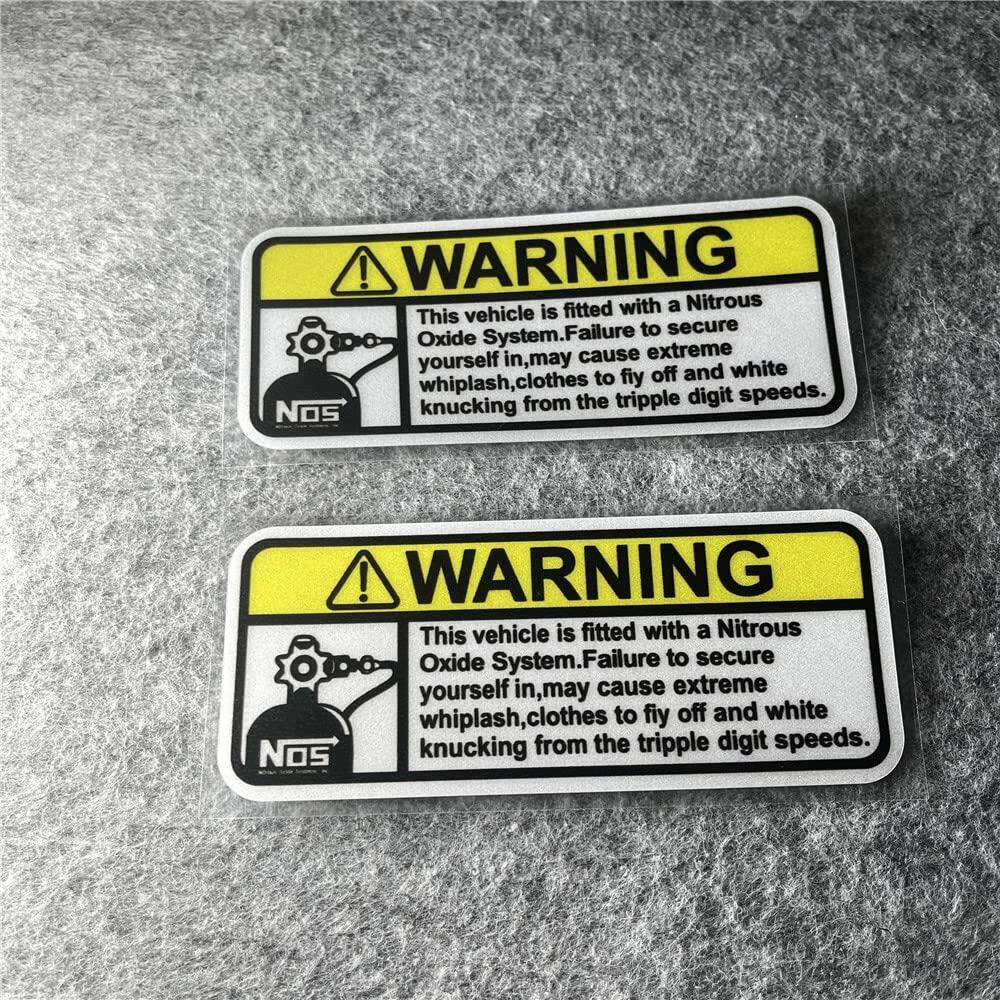 WARNING
This vehicle is fitted with a Nitrous
Oxide System.Failure to secure
yourself in,may cause extreme
whiplash,clothes to fiy off and white
knucking from the tripple digit speeds.
NOS
WARNING
This vehicle is fitted with a Nitrous
Oxide System.Failure to secure
yourself in,may cause extreme
whiplash,clothes to fiy off and white
knucking from the tripple digit speeds.
NOS